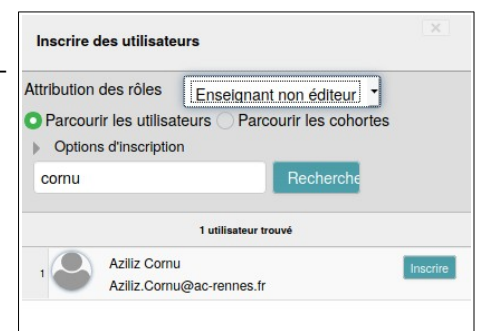 Inscrire des utilisateurs
Attribution des rôles Enseignant non éditeur
Parcourir les utilisateurs Parcourir les cohortes
Options d'inscription
cornu Recherche
1 utilisateur trouvé
1 Aziliz Cornu Inscrire
Aziliz.Cornu@ac-rennes.fr